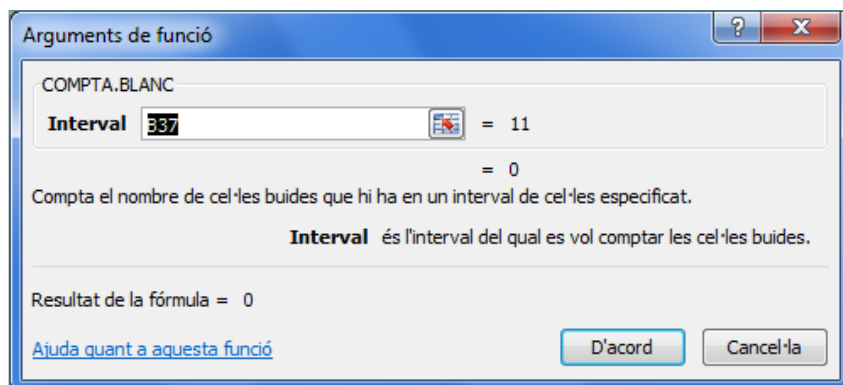 Arguments de funció
COMPTA.BLANC
Interval B37 = 11
= 0
Compta el nombre de cel·les buides que hi ha en un interval de cel·les especificat.
Interval és l'interval del qual es vol comptar les cel·les buides.
Resultat de la fórmula = 0
Ajuda quant a aquesta funció
D'acord
Cancel·la